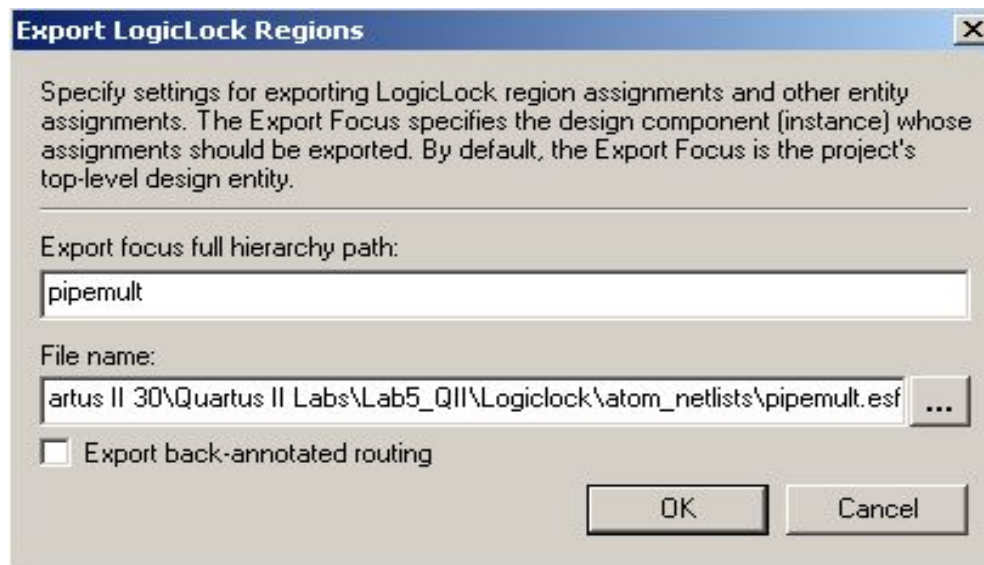 Export LogicLock Regions
Specify settings for exporting LogicLock region assignments and other entity
assignments. The Export Focus specifies the design component (instance) whose
assignments should be exported. By default, the Export Focus is the project's
top-level design entity.
Export focus full hierarchy path:
pipemult
File name:
artus II 30\Quartus II Labs\Lab5_QII\Logiclock\atom_netlists\pipemult.esf ...
Export back-annotated routing
OK Cancel